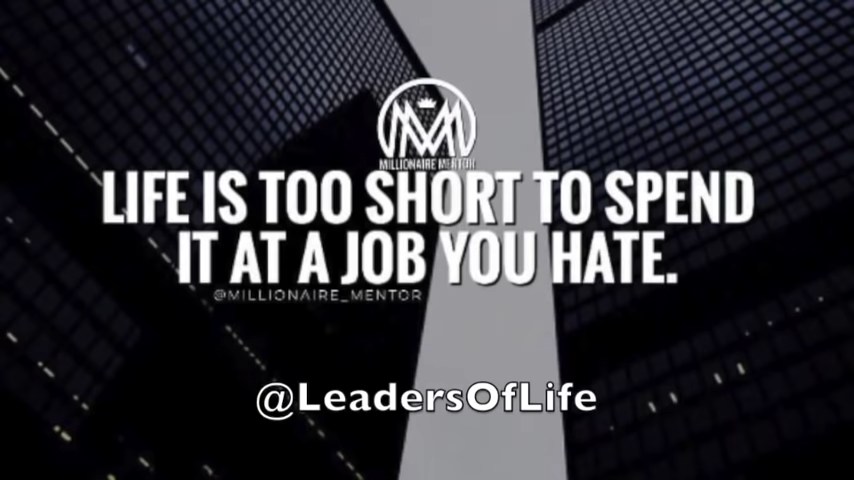 MILLIONAIRE MENTOR
LIFE IS TOO SHORT TO SPEND
IT AT A JOB YOU HATE.
@MILLIONAIRE_MENTOR
@LeadersOfLife